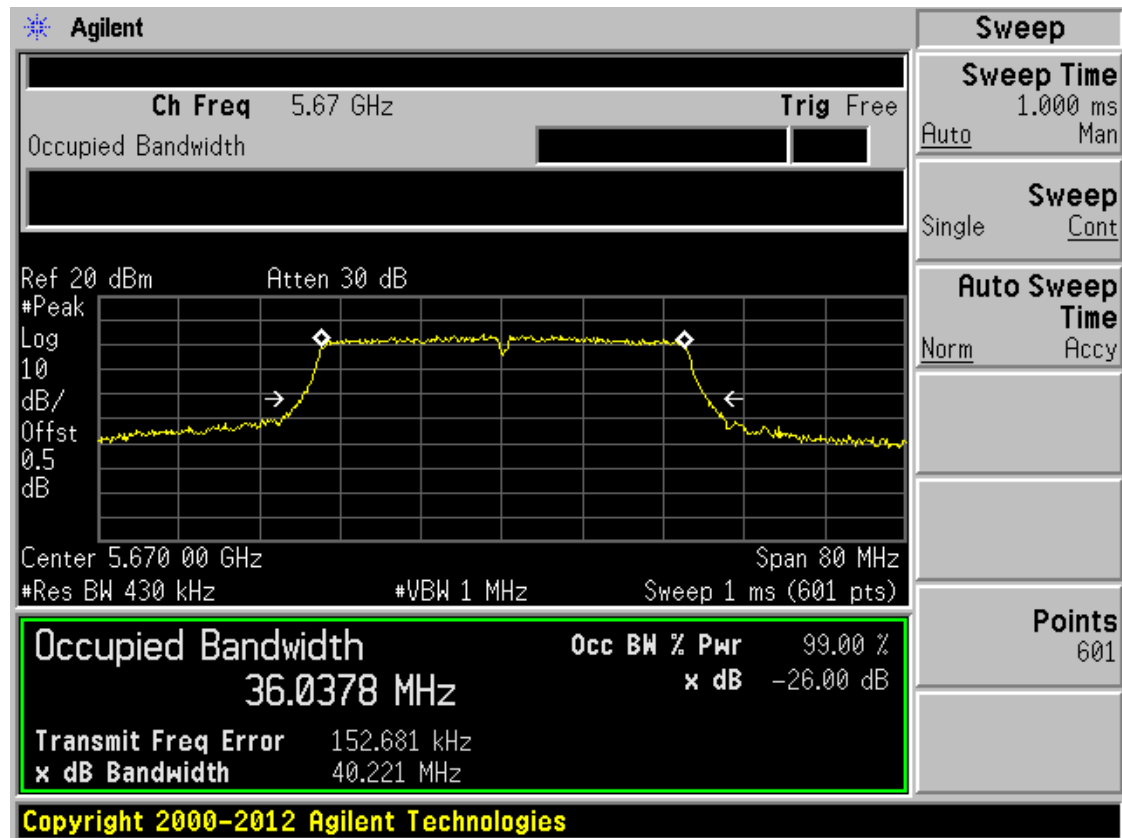 Agilent
Sweep
Ch Freq 5.67 GHz Trig Free
Occupied Bandwidth
Sweep Time
1.000 ms
Auto Man
Sweep
Single Cont
Auto Sweep
Time
Norm Accy
Points
601
Ref 20 dBm Atten 30 dB
#Peak
Log
10
dB/
Offst
0.5
dB
Center 5.670 00 GHz Span 80 MHz
#Res BW 430 kHz #VBW 1 MHz Sweep 1 ms (601 pts)
Occupied Bandwidth Occ BW % Pwr 99.00 %
36.0378 MHz x dB -26.00 dB
Transmit Freq Error 152.681 kHz
x dB Bandwidth 40.221 MHz
Copyright 2000-2012 Agilent Technologies